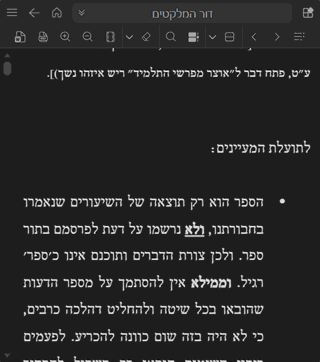 דור המלקטים
ע״ט, פתח דבר ל״אוצר מפרשי התלמוד״ ריש איזהו נשך)].
לתועלת המעיינים:
• הספר הוא רק תוצאה של השיעורים שנאמרו
בחבורתנו, ולא נרשמו על דעת לפרסמם בתור
ספר. ולכן צורת הדברים ותוכנם אינו כ׳ספר׳
רגיל. וממילא אין להסתמך על מספר הדעות
שהובאו בכל שיטה ולהחליט דהלכה כרבים,
כי לא היה בזה שום כוונה להכריע. לפעמים